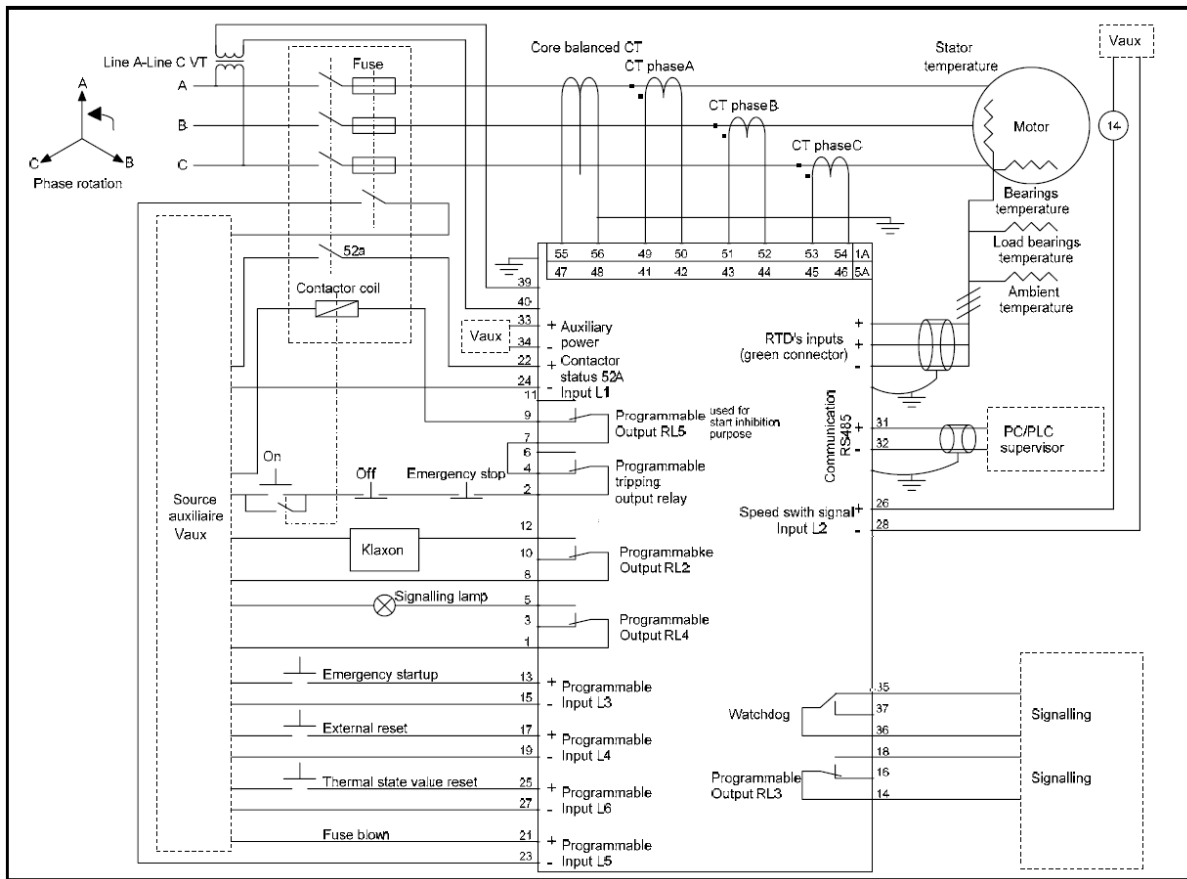 Line A-Line C VT
A
B
C
A
C
B
Phase rotation
Fuse
52a
Contactor coil
Core balanced CT
CT phaseA
CT phaseB
CT phaseC
Stator
temperature
Motor
14
Vaux
Bearings
temperature
Load bearings
temperature
Ambient
temperature
55 56 49 50 51 52 53 54 1A
47 48 41 42 43 44 45 46 5A
39
40
33
34
22
24
11
9
7
6
4
2
12
10
8
5
3
1
13
15
17
19
25
27
21
23
Vaux
+ Auxiliary
- power
+ Contactor
status 52A
- Input L1
Programmable
Output RL5
used for
start inhibition
purpose
Programmable
tripping
output relay
Programmabke
Output RL2
Programmable
Output RL4
+ Programmable
- Input L3
+ Programmable
- Input L4
+ Programmable
- Input L6
+ Programmable
- Input L5
On
Off
Emergency stop
Source
auxiliaire
Vaux
Klaxon
Signalling lamp
Emergency startup
External reset
Thermal state value reset
Fuse blown
RTD's inputs
(green connector)
+
+
-
Communication
RS485
+ 31
- 32
PC/PLC
supervisor
Speed swith signal
Input L2
+ 26
- 28
Watchdog
35
37
36
Signalling
Programmable
Output RL3
18
16
14
Signalling